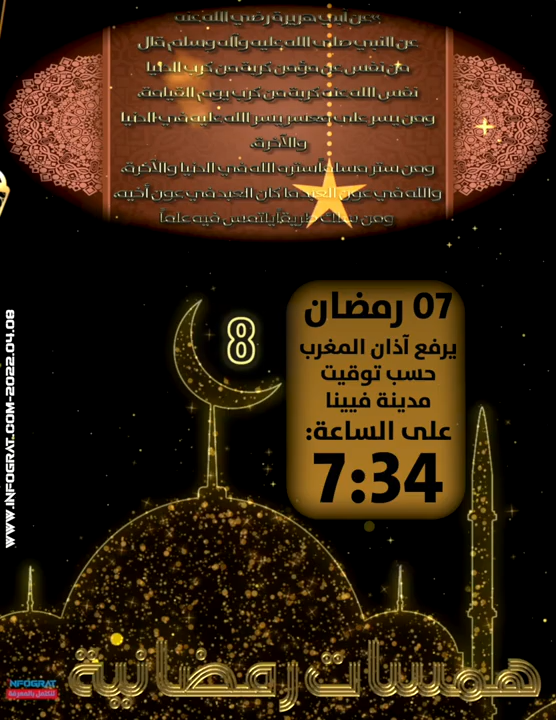 عن أبي هريرة رضي الله عنه
عن النبي صلى الله عليه وآله وسلم قال
من نفس عن مؤمن كربة من كرب الدنيا
نفس الله عنه كربة من كرب يوم القيامة،
ومن يسر على معسر يسر الله عليه في الدنيا
والآخرة،
ومن ستر مسلما ستره الله في الدنيا والآخرة،
والله في عون العبد ما كان العبد في عون أخيه،
ومن سلك طريقًا يلتمس فيه علماً
07 رمضان
8
يرفع آذان المغرب
حسب توقيت
مدينة فيينا
على الساعة:
7:34
WWW.INFOGRAT.COM-2022.04.08
همسات رمضانية
INFOGRAT